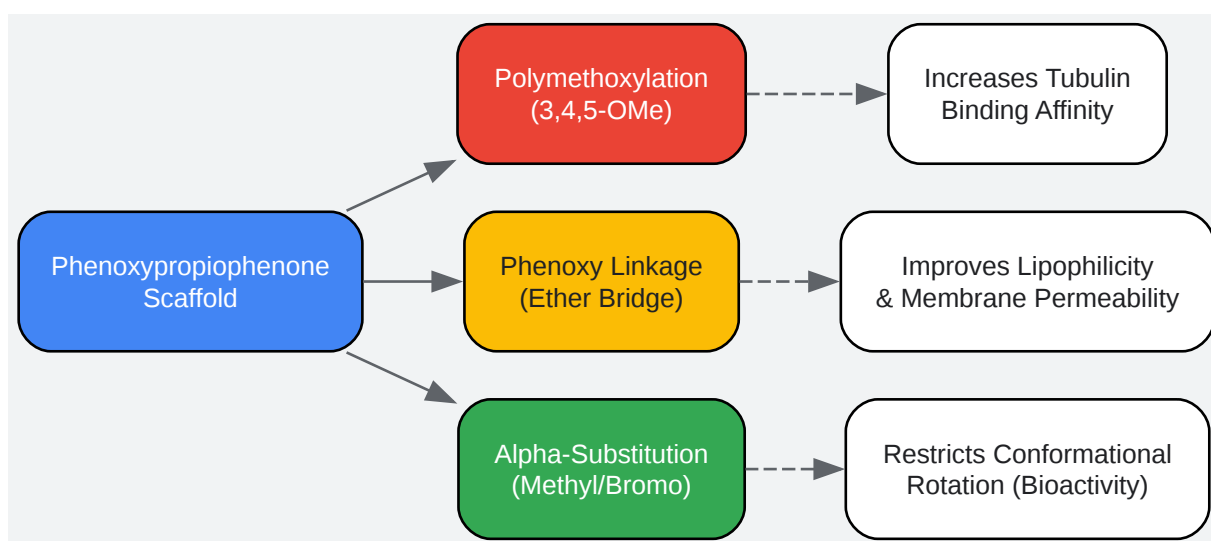 Polymethoxylation
(3,4,5-OMe)
Increases Tubulin
Binding Affinity
Phenoxypropiophenone
Scaffold
Phenoxy Linkage
(Ether Bridge)
Improves Lipophilicity
& Membrane Permeability
Alpha-Substitution
(Methyl/Bromo)
Restricts Conformational
Rotation (Bioactivity)